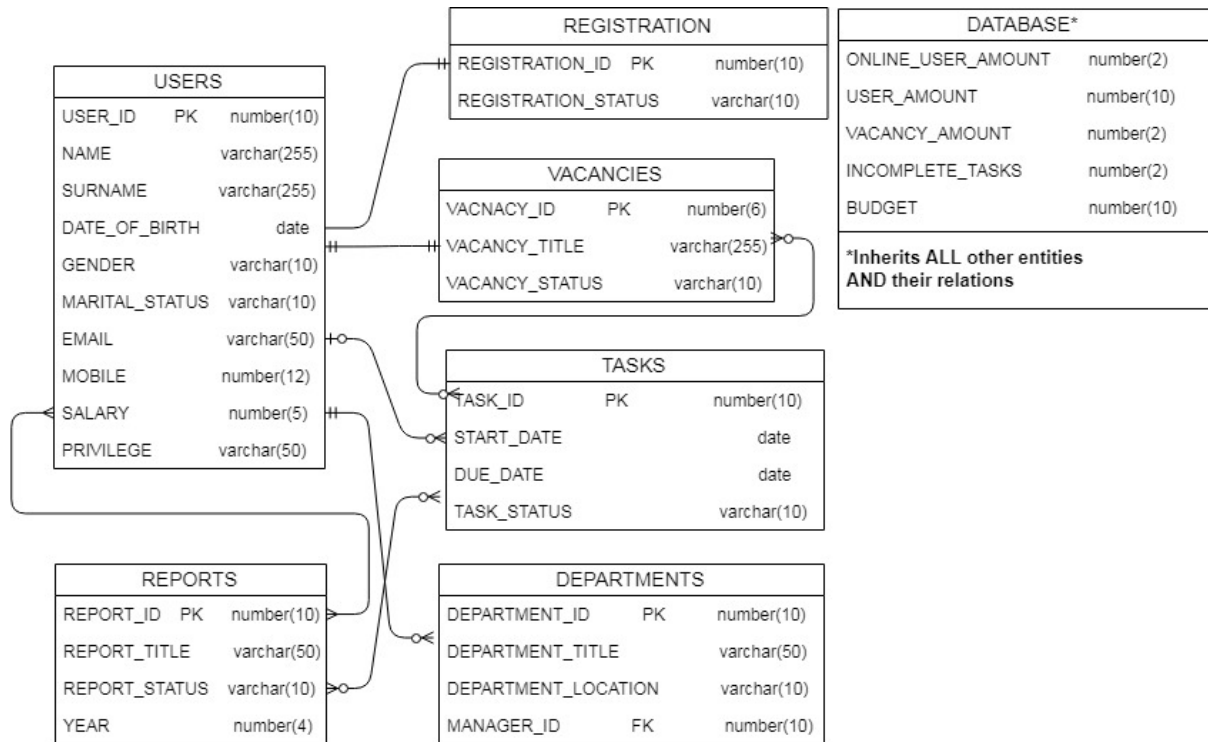 REGISTRATION
REGISTRATION_ID PK number(10)
REGISTRATION_STATUS varchar(10)
DATABASE*
ONLINE_USER_AMOUNT number(2)
USER_AMOUNT number(10)
VACANCY_AMOUNT number(2)
INCOMPLETE_TASKS number(2)
BUDGET number(10)
*Inherits ALL other entities
AND their relations
USERS
USER_ID PK number(10)
NAME varchar(255)
SURNAME varchar(255)
DATE_OF_BIRTH date
GENDER varchar(10)
MARITAL_STATUS varchar(10)
EMAIL varchar(50)
MOBILE number(12)
SALARY number(5)
PRIVILEGE varchar(50)
VACANCIES
VACNACY_ID PK number(6)
VACANCY_TITLE varchar(255)
VACANCY_STATUS varchar(10)
TASKS
TASK_ID PK number(10)
START_DATE date
DUE_DATE date
TASK_STATUS varchar(10)
REPORTS
REPORT_ID PK number(10)
REPORT_TITLE varchar(50)
REPORT_STATUS varchar(10)
YEAR number(4)
DEPARTMENTS
DEPARTMENT_ID PK number(10)
DEPARTMENT_TITLE varchar(50)
DEPARTMENT_LOCATION varchar(10)
MANAGER_ID FK number(10)